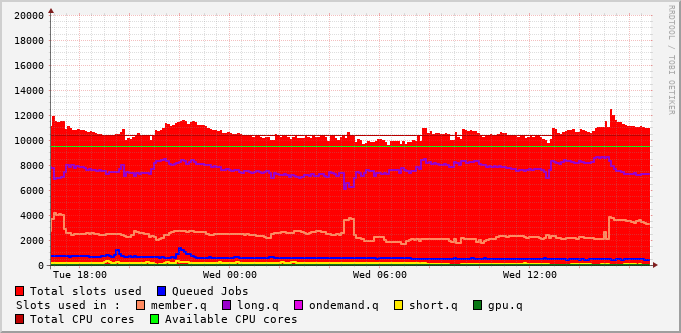 20000
18000
16000
14000
12000
10000
8000
6000
4000
2000
0
Tue 18:00 Wed 00:00 Wed 06:00 Wed 12:00
Total slots used Queued Jobs
Slots used in : member.q long.q ondemand.q short.q gpu.q
Total CPU cores Available CPU cores
RRDTOOL / TOBI OETIKER